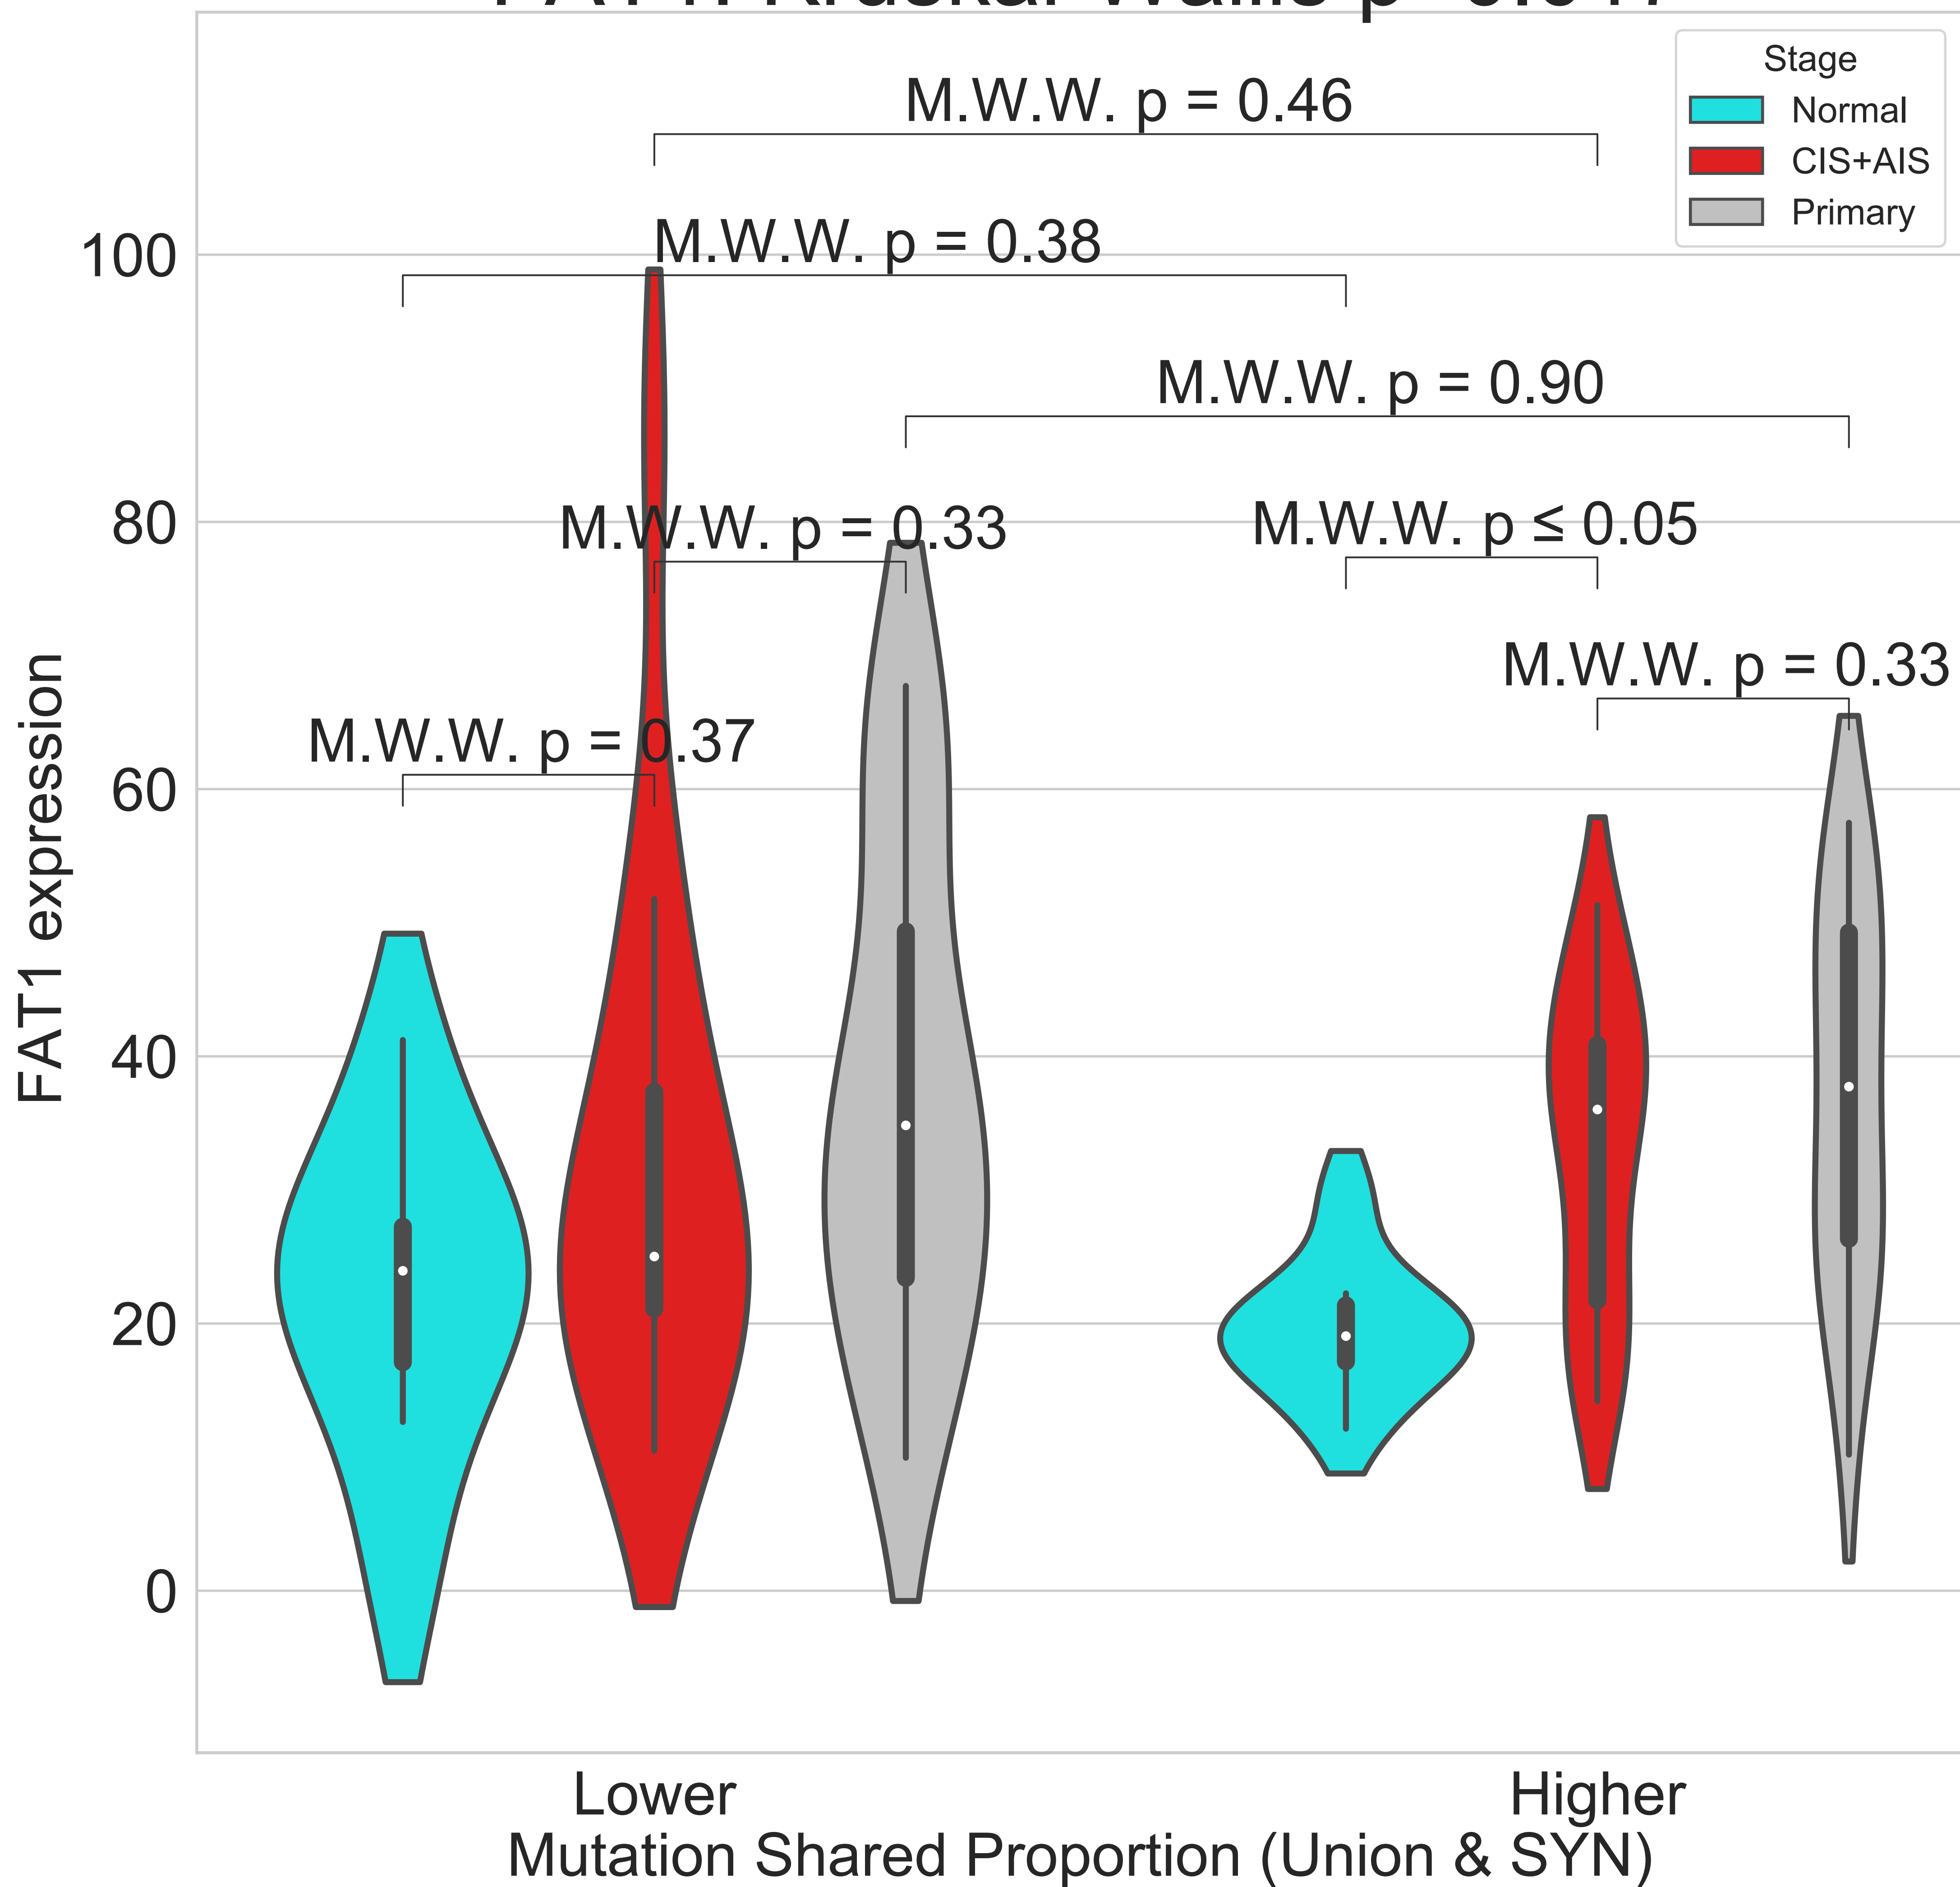 Stage
Normal
CIS+AIS
Primary
M.W.W. p = 0.46
M.W.W. p = 0.38
M.W.W. p = 0.90
M.W.W. p = 0.33
M.W.W. p ≤ 0.05
M.W.W. p = 0.33
M.W.W. p = 0.37
100
80
60
40
20
0
FAT1 expression
Lower
Higher
Mutation Shared Proportion (Union & SYN)